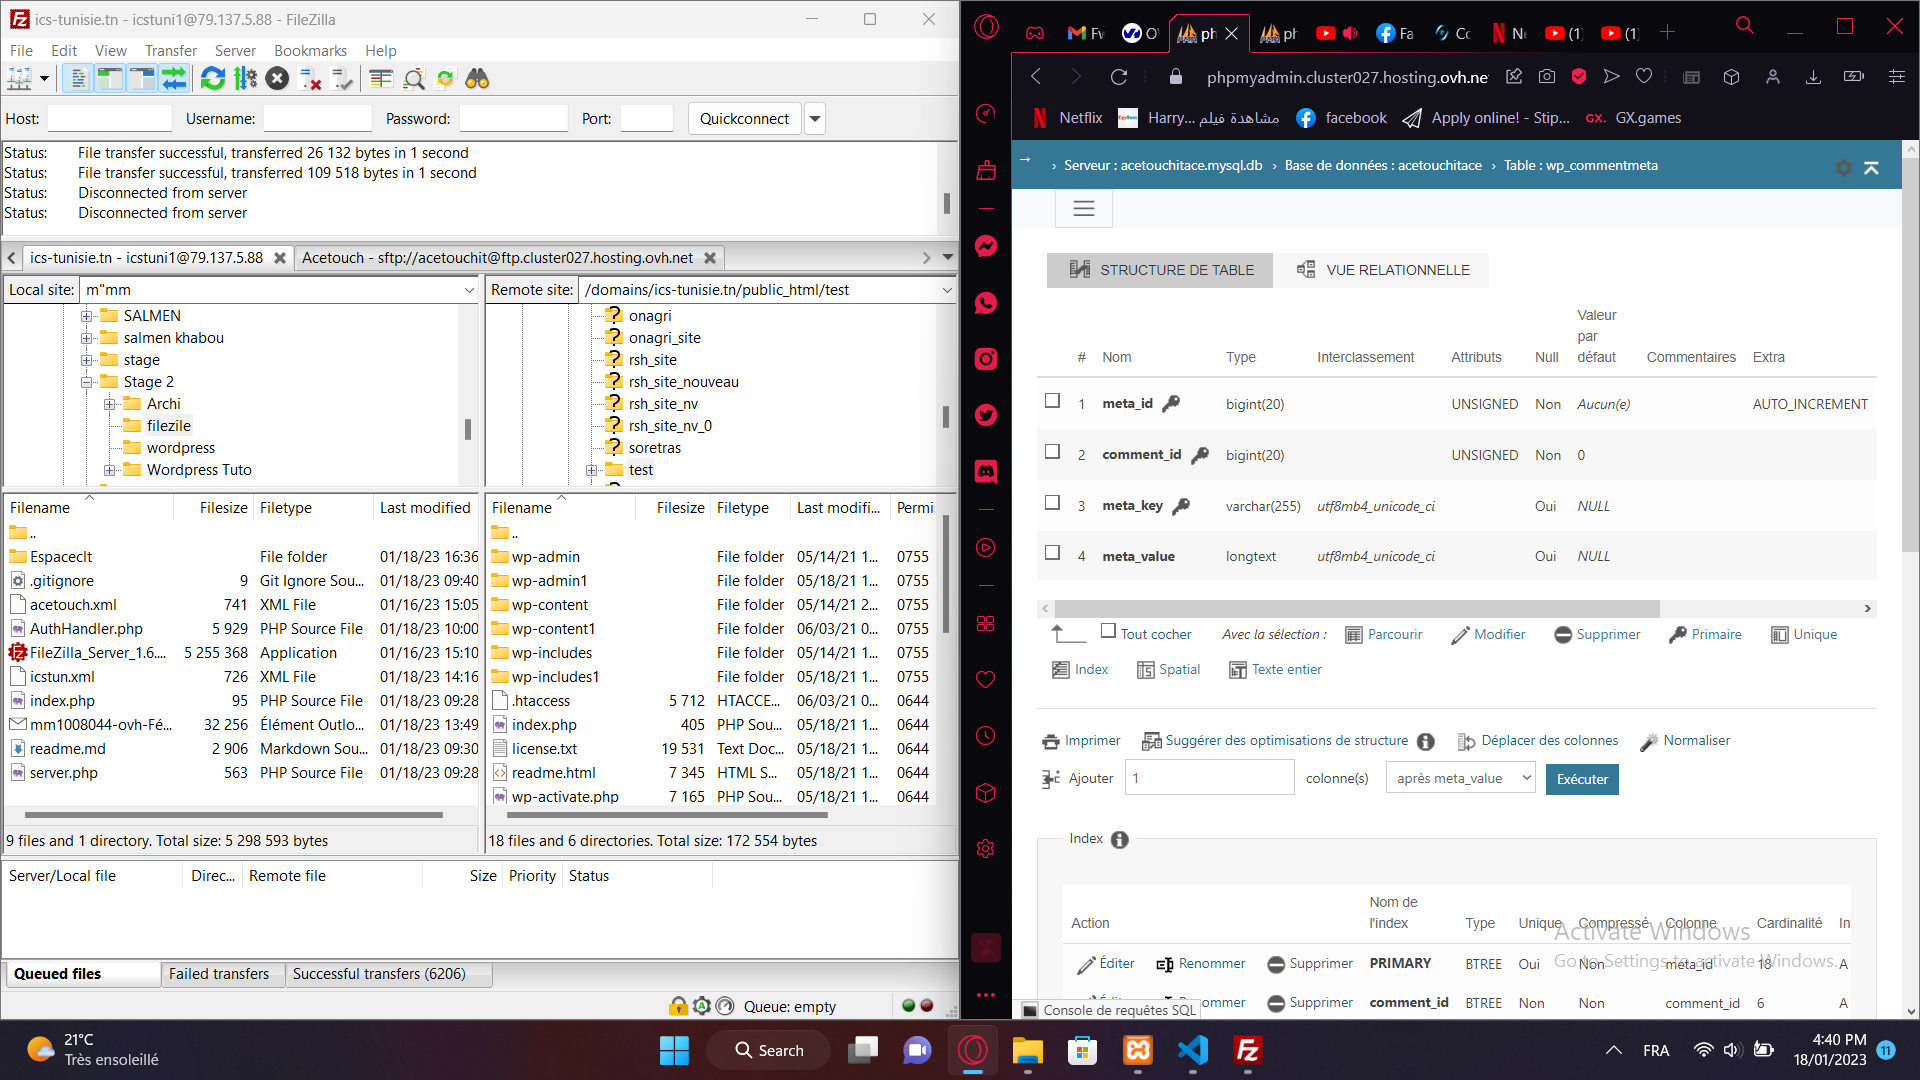 ics-tunisie.tn - icstuni1@79.137.5.88 - FileZilla
File Edit View Transfer Server Bookmarks Help
Host: Username: Password: Port: Quickconnect
Status: File transfer successful, transferred 26 132 bytes in 1 second
Status: File transfer successful, transferred 109 518 bytes in 1 second
Status: Disconnected from server
Status: Disconnected from server
ics-tunisie.tn - icstuni1@79.137.5.88 Acetouch - sftp://acetouchit@ftp.cluster027.hosting.ovh.net
Local site: m"mm
SALMEN
salmen khabou
stage
Stage 2
Archi
filezile
wordpress
Wordpress Tuto
Remote site: /domains/ics-tunisie.tn/public_html/test
onagri
onagri_site
rsh_site
rsh_site_nouveau
rsh_site_nv
rsh_site_nv_0
soretras
test
Filename Filesize Filetype Last modified
..
Espaceclt File folder 01/18/23 16:36
.gitignore 9 Git Ignore Sou... 01/18/23 09:40
acetouch.xml 741 XML File 01/16/23 15:05
AuthHandler.php 5 929 PHP Source File 01/18/23 10:00
FileZilla_Server_1.6.... 5 255 368 Application 01/16/23 15:10
icstun.xml 726 XML File 01/18/23 14:16
index.php 95 PHP Source File 01/18/23 09:28
mm1008044-ovh-Fé... 32 256 Élément Outlo... 01/18/23 13:49
readme.md 2 906 Markdown Sou... 01/18/23 09:30
server.php 563 PHP Source File 01/18/23 09:28
9 files and 1 directory. Total size: 5 298 593 bytes
Filename Filesize Filetype Last modifi... Permi
..
wp-admin File folder 05/14/21 1... 0755
wp-admin1 File folder 05/18/21 1... 0755
wp-content File folder 05/14/21 2... 0755
wp-content1 File folder 06/03/21 0... 0755
wp-includes File folder 05/14/21 1... 0755
wp-includes1 File folder 05/18/21 1... 0755
.htaccess 5 712 HTACCE... 06/03/21 0... 0644
index.php 405 PHP Sou... 05/18/21 1... 0644
license.txt 19 531 Text Doc... 05/18/21 1... 0644
readme.html 7 345 HTML S... 05/18/21 1... 0644
wp-activate.php 7 165 PHP Sou... 05/18/21 1... 0644
18 files and 6 directories. Total size: 172 554 bytes
Server/Local file Direc... Remote file Size Priority Status
Queued files Failed transfers Successful transfers (6206)
Queue: empty
Fw O ph ph (1) Fa Co Ne (1) (1)
phpmyadmin.cluster027.hosting.ovh.ne
Netflix Harry... مشاهدة فيلم facebook Apply online! - Stip... GX. GX.games
› Serveur : acetouchitace.mysql.db › Base de données : acetouchitace › Table : wp_commentmeta
STRUCTURE DE TABLE VUE RELATIONNELLE
# Nom Type Interclassement Attributs Null Valeur par défaut Commentaires Extra
1 meta_id bigint(20) UNSIGNED Non Aucun(e) AUTO_INCREMENT
2 comment_id bigint(20) UNSIGNED Non 0
3 meta_key varchar(255) utf8mb4_unicode_ci Oui NULL
4 meta_value longtext utf8mb4_unicode_ci Oui NULL
Tout cocher Avec la sélection : Parcourir Modifier Supprimer Primaire Unique
Index Spatial Texte entier
Imprimer Suggérer des optimisations de structure Déplacer des colonnes Normaliser
Ajouter 1 colonne(s) après meta_value Exécuter
Index
Action Nom de l'index Type Unique Compressé Colonne Cardinalité In
Éditer Renommer Supprimer PRIMARY BTREE Oui Non meta_id 18 A
Éditer Renommer Supprimer comment_id BTREE Non Non comment_id 6 A
Activate Windows
Go to Settings to activate Windows.
Console de requêtes SQL
21°C
Très ensoleillé
Search
FRA
4:40 PM
18/01/2023
11